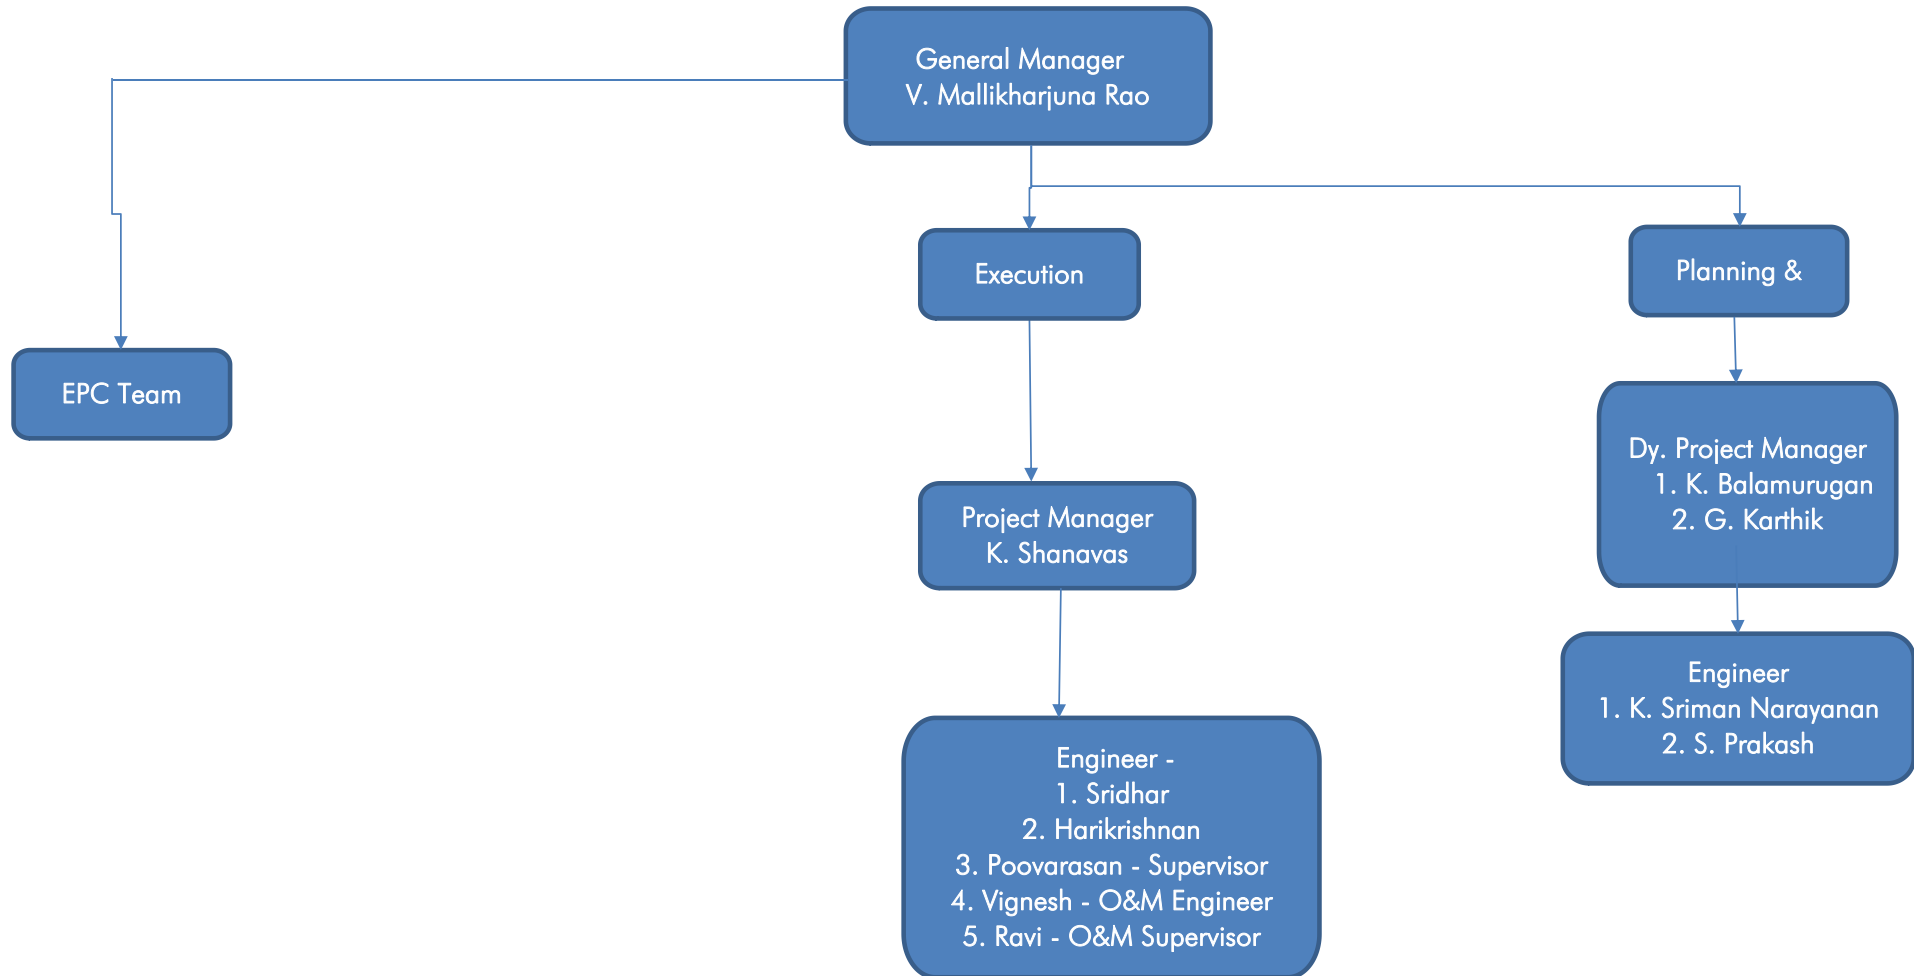 General Manager
V. Mallikharjuna Rao
Execution
Planning &
EPC Team
Dy. Project Manager
1. K. Balamurugan
2. G. Karthik
Project Manager
K. Shanavas
Engineer
1. K. Sriman Narayanan
2. S. Prakash
Engineer -
1. Sridhar
2. Harikrishnan
3. Poovarasan - Supervisor
4. Vignesh - O&M Engineer
5. Ravi - O&M Supervisor